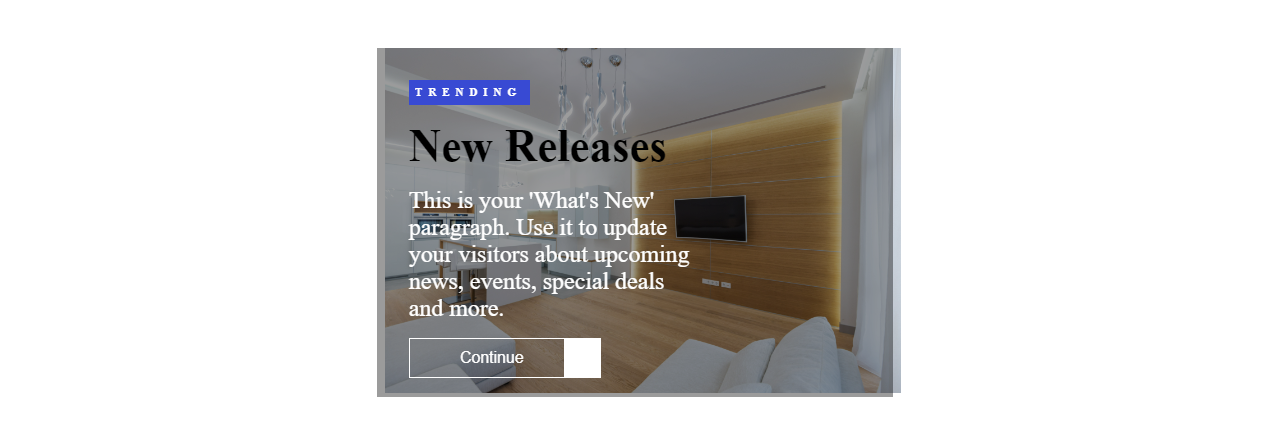 TRENDING
New Releases
This is your 'What's New'
paragraph. Use it to update
your visitors about upcoming
news, events, special deals
and more.
Continue